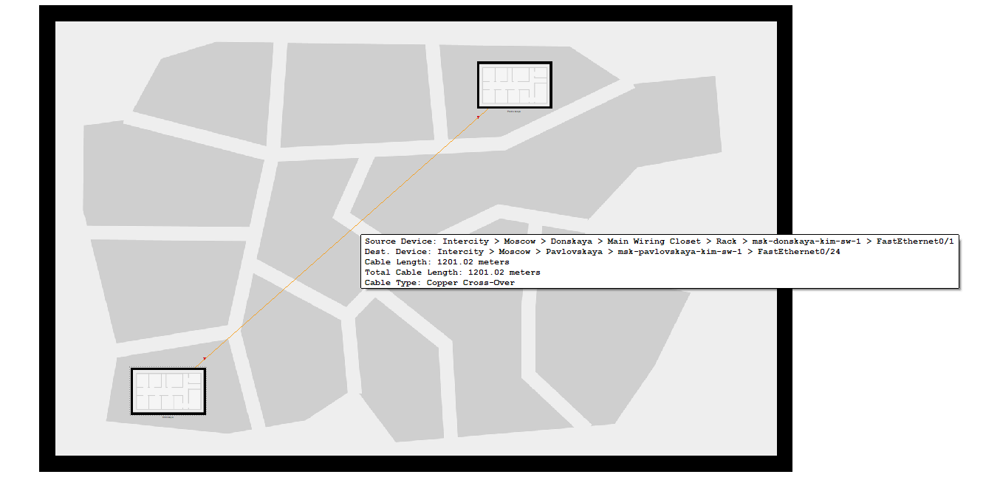 Pavlovskaya
Source Device: Intercity > Moscow > Donskaya > Main Wiring Closet > Rack > msk-donskaya-kim-sw-1 > FastEthernet0/1
Dest. Device: Intercity > Moscow > Pavlovskaya > msk-pavlovskaya-kim-sw-1 > FastEthernet0/24
Cable Length: 1201.02 meters
Total Cable Length: 1201.02 meters
Cable Type: Copper Cross-Over
Donskaya